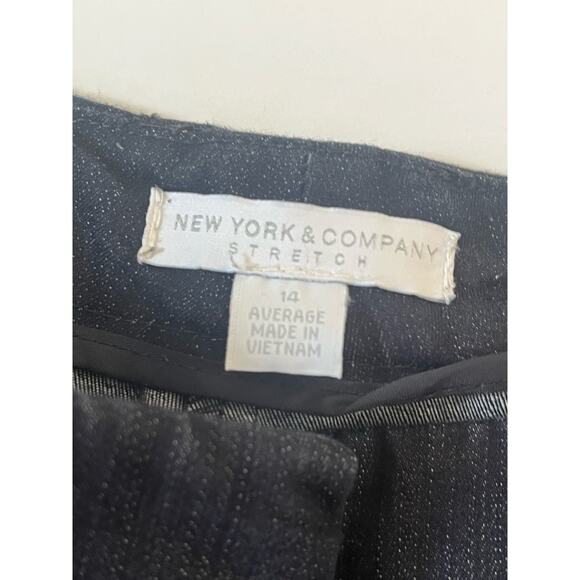 NEW YORK & COMPANY
STRETCH
14
AVERAGE
MADE IN
VIETNAM